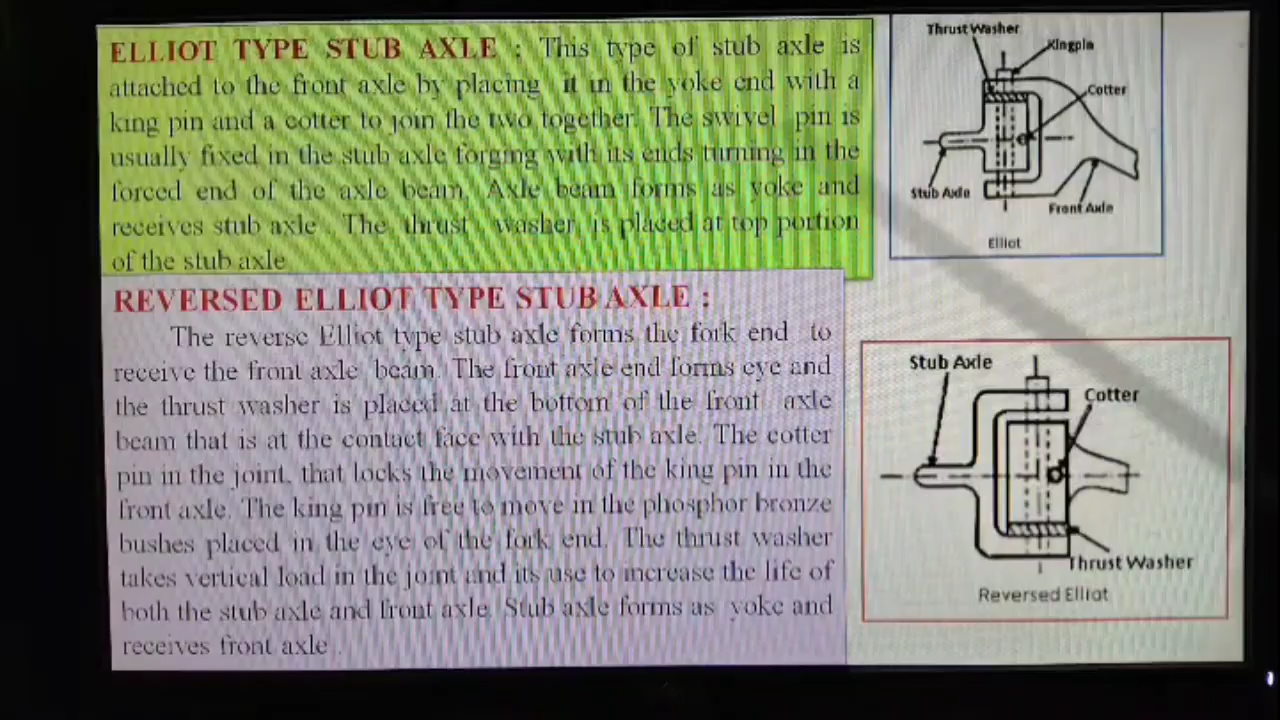 ELLIOT TYPE STUB AXLE : This type of stub axle is
attached to the front axle by placing it in the yoke end with a
king pin and a cotter to join the two together. The swivel pin is
usually fixed in the stub axle forging with its ends turning in the
forced end of the axle beam. Axle beam forms as yoke and
receives stub axle . The thrust washer is placed at top portion
of the stub axle
Thrust Washer
Kingpin
Cotter
Stub Axle
Front Axle
Elliot
REVERSED ELLIOT TYPE STUB AXLE :
The reverse Elliot type stub axle forms the fork end to
receive the front axle beam. The front axle end forms eye and
the thrust washer is placed at the bottom of the front axle
beam that is at the contact face with the stub axle. The cotter
pin in the joint, that locks the movement of the king pin in the
front axle. The king pin is free to move in the phosphor bronze
bushes placed in the eye of the fork end. The thrust washer
takes vertical load in the joint and its use to increase the life of
both the stub axle and front axle. Stub axle forms as yoke and
receives front axle .
Stub Axle
Cotter
Thrust Washer
Reversed Elliot